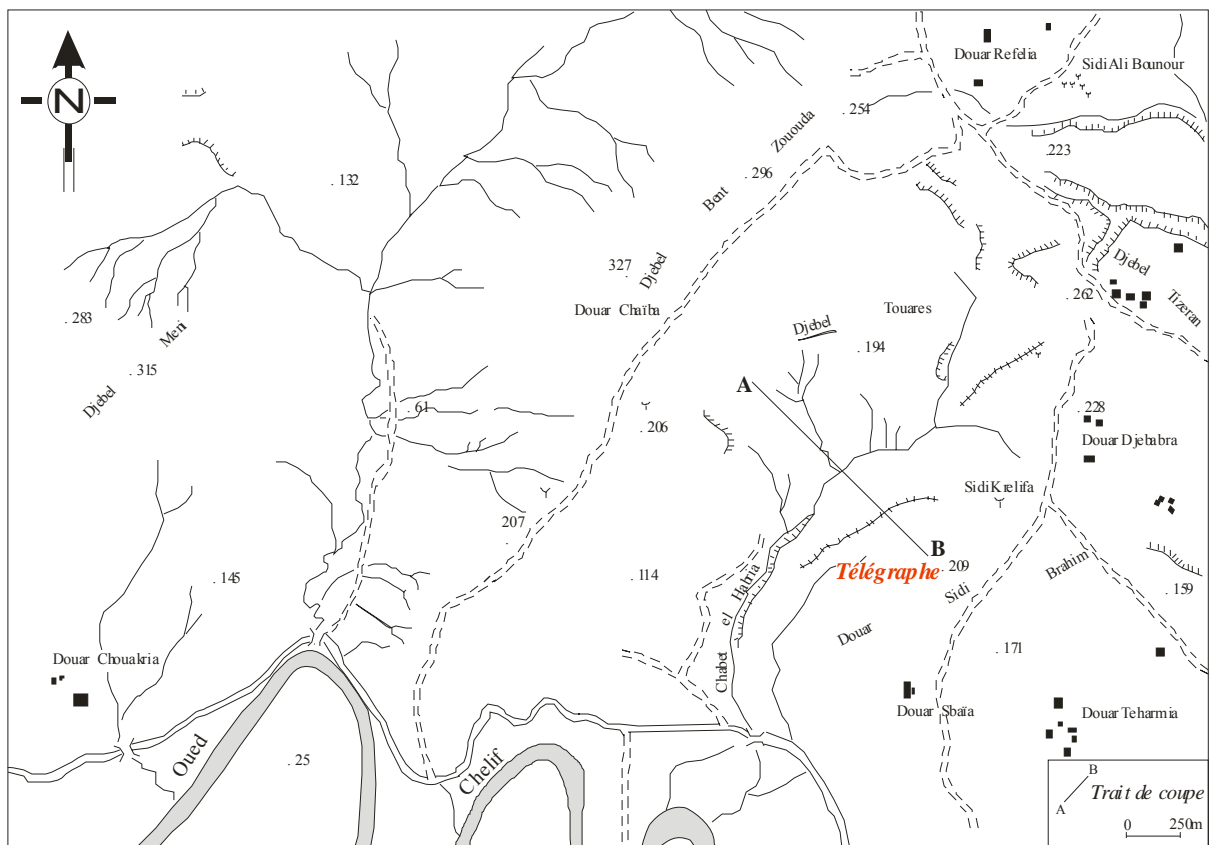 N
Douar Refelia
Sidi Ali Bounour
.254
Zououda
.223
.132
.296
Bent
Djebel
327
Djebel
Tizeran
.262
Douar Chaïba
Touares
Djebel
.283
Meni
Djebel
.315
.194
A
.61
.206
.228
Douar Djebabra
Sidi Krelifa
207
B
Télégraphe
.209
Sidi
Brahim
.159
.145
.114
el Habria
Chabet
Douar
.171
Douar Chouakria
Douar Sbaïa
Douar Teharmia
Oued
Chelif
.25
B
A
Trait de coupe
0 250m